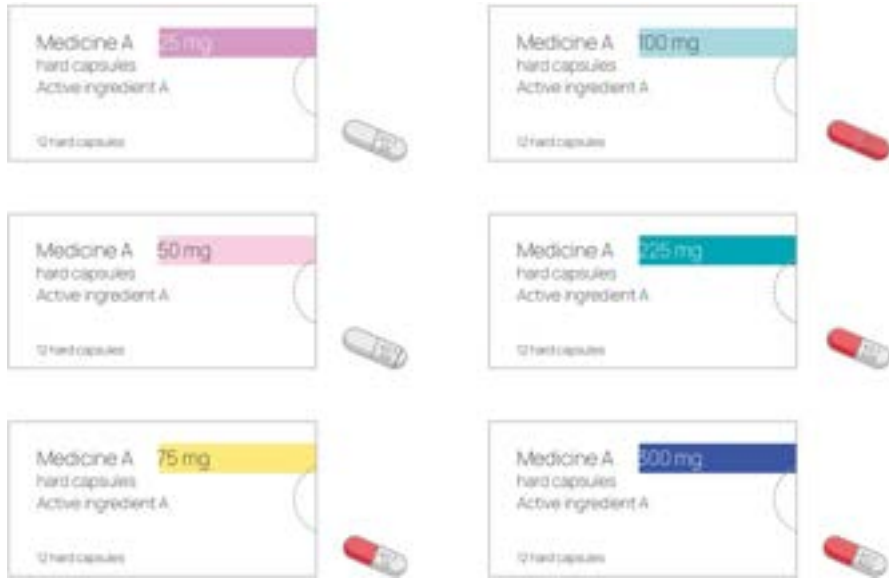 Medicine A 25 mg
hard capsules
Active ingredient A
12 hard capsules
Medicine A 100 mg
hard capsules
Active ingredient A
12 hard capsules
Medicine A 50 mg
hard capsules
Active ingredient A
12 hard capsules
Medicine A 225 mg
hard capsules
Active ingredient A
12 hard capsules
Medicine A 75 mg
hard capsules
Active ingredient A
12 hard capsules
Medicine A 300 mg
hard capsules
Active ingredient A
12 hard capsules